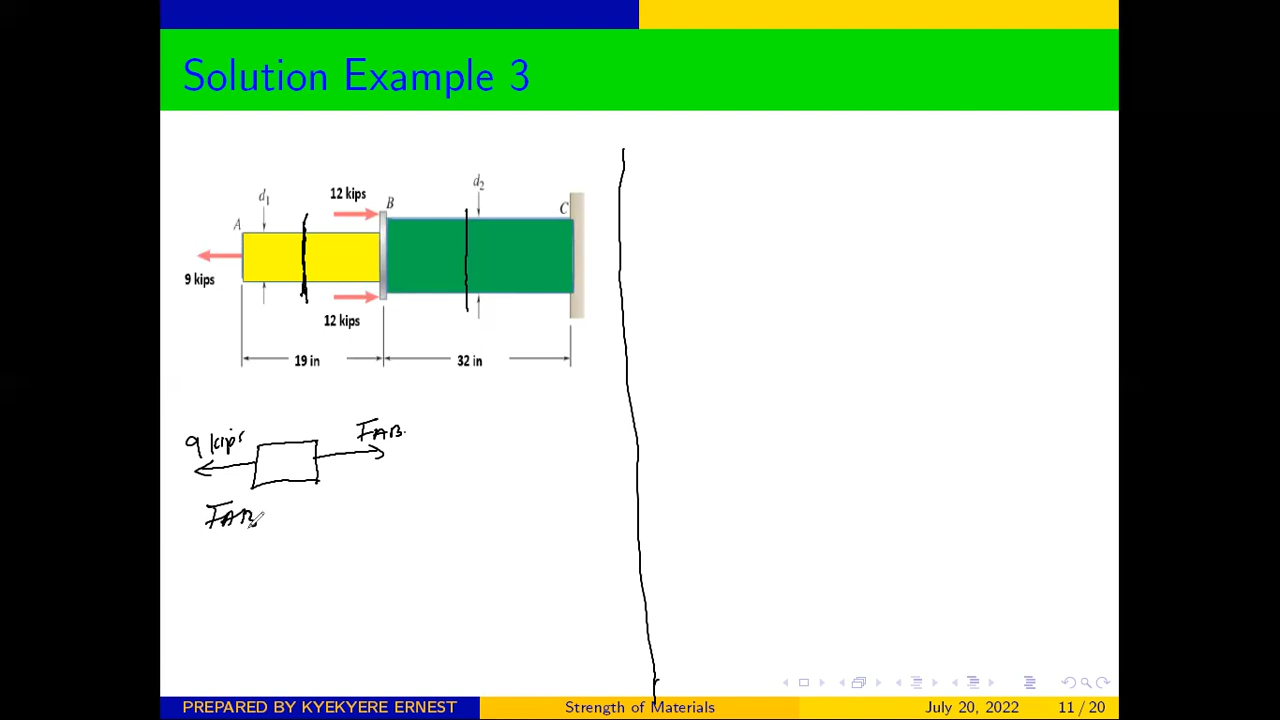 Solution Example 3
d1
12 kips
B
d2
C
A
9 kips
12 kips
19 in
32 in
9 kips
FAB.
FAB
PREPARED BY KYEKYERE ERNEST
Strength of Materials
July 20, 2022
11 / 20